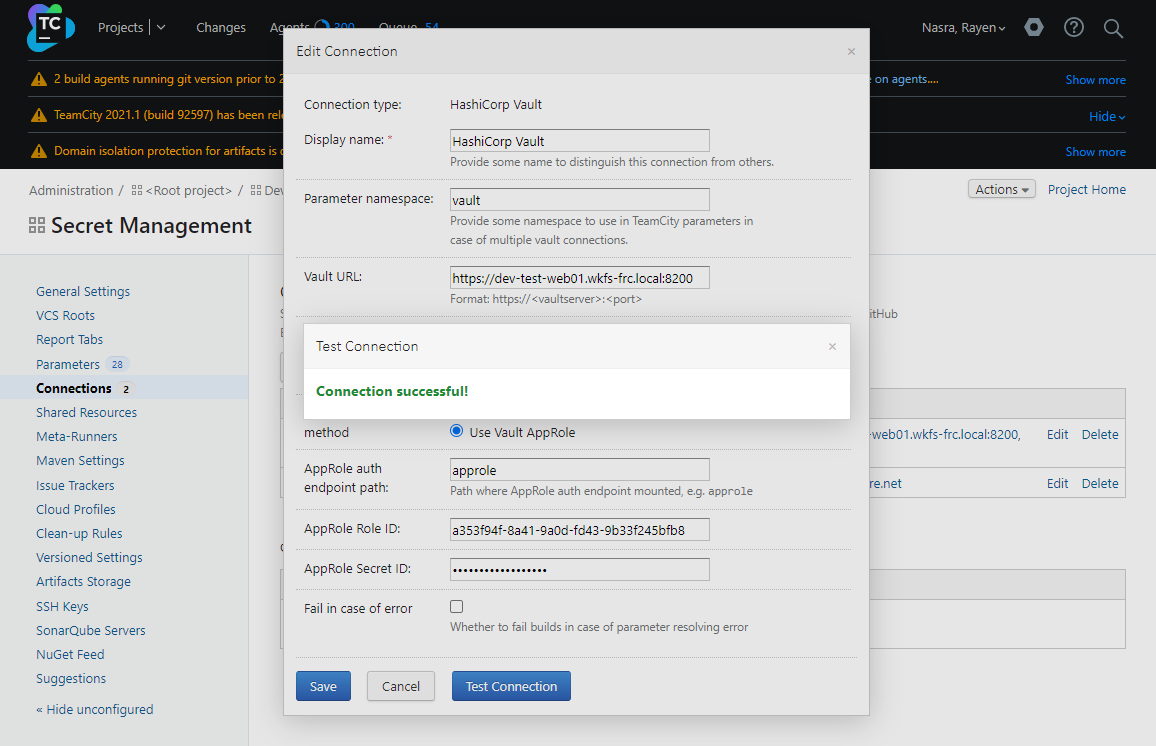 TC
Projects
Changes
Agents 300
Queue 54
Nasra, Rayen
2 build agents running git version prior to 2
e on agents....
Show more
TeamCity 2021.1 (build 92597) has been rel
Hide
Domain isolation protection for artifacts is
Show more
Administration / <Root project> / De
Actions
Project Home
Secret Management
General Settings
VCS Roots
Report Tabs
Parameters 28
Connections 2
Shared Resources
Meta-Runners
Maven Settings
Issue Trackers
Cloud Profiles
Clean-up Rules
Versioned Settings
Artifacts Storage
SSH Keys
SonarQube Servers
NuGet Feed
Suggestions
« Hide unconfigured
Edit Connection
×
Connection type: HashiCorp Vault
Display name: * HashiCorp Vault
Provide some name to distinguish this connection from others.
Parameter namespace: vault
Provide some namespace to use in TeamCity parameters in
case of multiple vault connections.
Vault URL: https://dev-test-web01.wkfs-frc.local:8200
Format: https://<vaultserver>:<port>
Test Connection
×
Connection successful!
method Use Vault AppRole
AppRole auth
endpoint path:
approle
Path where AppRole auth endpoint mounted, e.g. approle
AppRole Role ID: a353f94f-8a41-9a0d-fd43-9b33f245bfb8
AppRole Secret ID: ••••••••••••••••••
Fail in case of error
Whether to fail builds in case of parameter resolving error
Save
Cancel
Test Connection
itHub
-web01.wkfs-frc.local:8200,
Edit Delete
re.net
Edit Delete